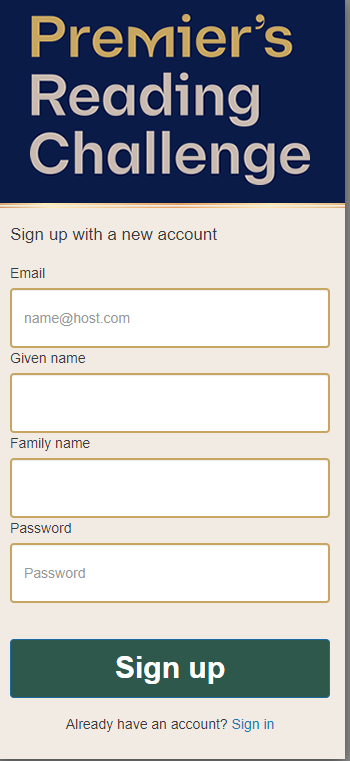 Premier's
Reading
Challenge
Sign up with a new account
Email
name@host.com
Given name
Family name
Password
Password
Sign up
Already have an account? Sign in